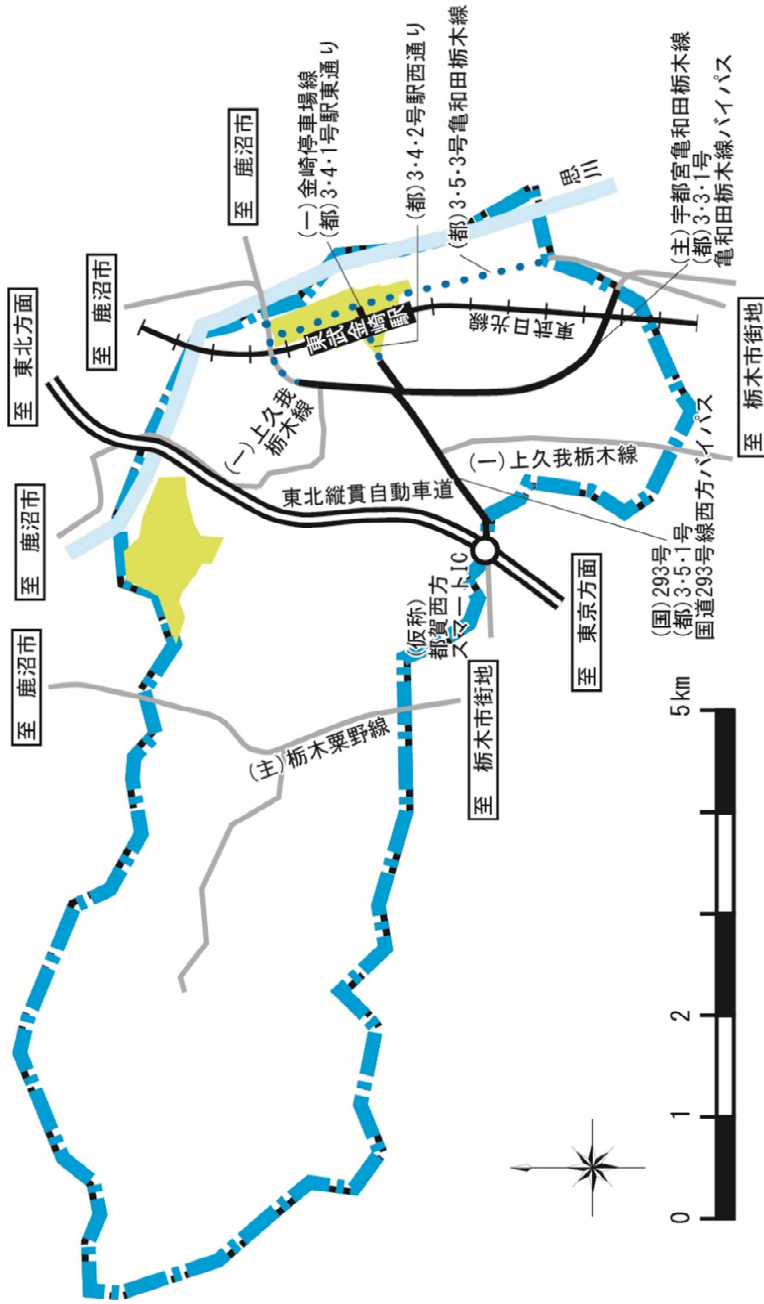 至 鹿沼市
至 鹿沼市
至 東北方面
至 鹿沼市
至 鹿沼市
(一)金崎停車場線
(都)3・4・1号駅東通り
(都)3・4・2号駅西通り
(都)3・5・3号亀和田栃木線
(主)宇都宮亀和田栃木線
(都)3・3・1号
亀和田栃木線バイパス
思川
東武金崎駅
東武日光線
(一)上久我
栃木線
(一)上久我栃木線
東北縦貫自動車道
(主)栃木粟野線
(仮称)
都賀西方
スマートIC
(国)293号
(都)3・5・1号
国道293号線西方バイパス
至 栃木市街地
至 東京方面
至 栃木市街地
0 1 2 5km